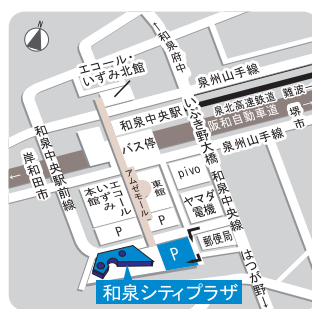 N
エコール・
いずみ北館
←和泉府中
泉州山手線
和泉中央駅
泉北高速鉄道
難波→
阪和自動車道
堺市
→
バス停
いぶき野大橋
泉州山手線
和泉中央駅前線
←
岸和田市
アムゼモール
エコール
いずみ
本館
東館
pivo
ヤマダ
電機
和泉中央線
P
P
P
郵便局
はつが野→
和泉シティプラザ